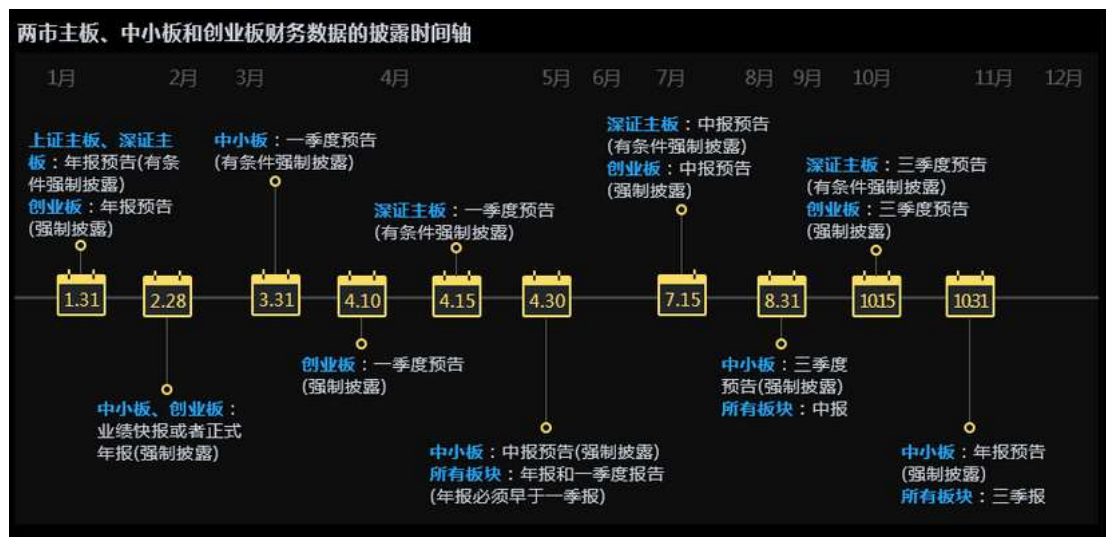 两市主板、中小板和创业板财务数据的披露时间轴
1月 2月 3月 4月 5月 6月 7月 8月 9月 10月 11月 12月
上证主板、深证主
板：年报预告(有条
件强制披露)
创业板：年报预告
(强制披露)
中小板：一季度预告
(有条件强制披露)
深证主板：一季度预告
(有条件强制披露)
深证主板：中报预告
(有条件强制披露)
创业板：中报预告
(强制披露)
深证主板：三季度预告
(有条件强制披露)
创业板：三季度预告
(强制披露)
1.31 2.28 3.31 4.10 4.15 4.30 7.15 8.31 10.15 10.31
中小板、创业板：
业绩快报或者正式
年报(强制披露)
创业板：一季度预告
(强制披露)
中小板：中报预告(强制披露)
所有板块：年报和一季度报告
(年报必须早于一季报)
中小板：三季度
预告(强制披露)
所有板块：中报
中小板：年报预告
(强制披露)
所有板块：三季报